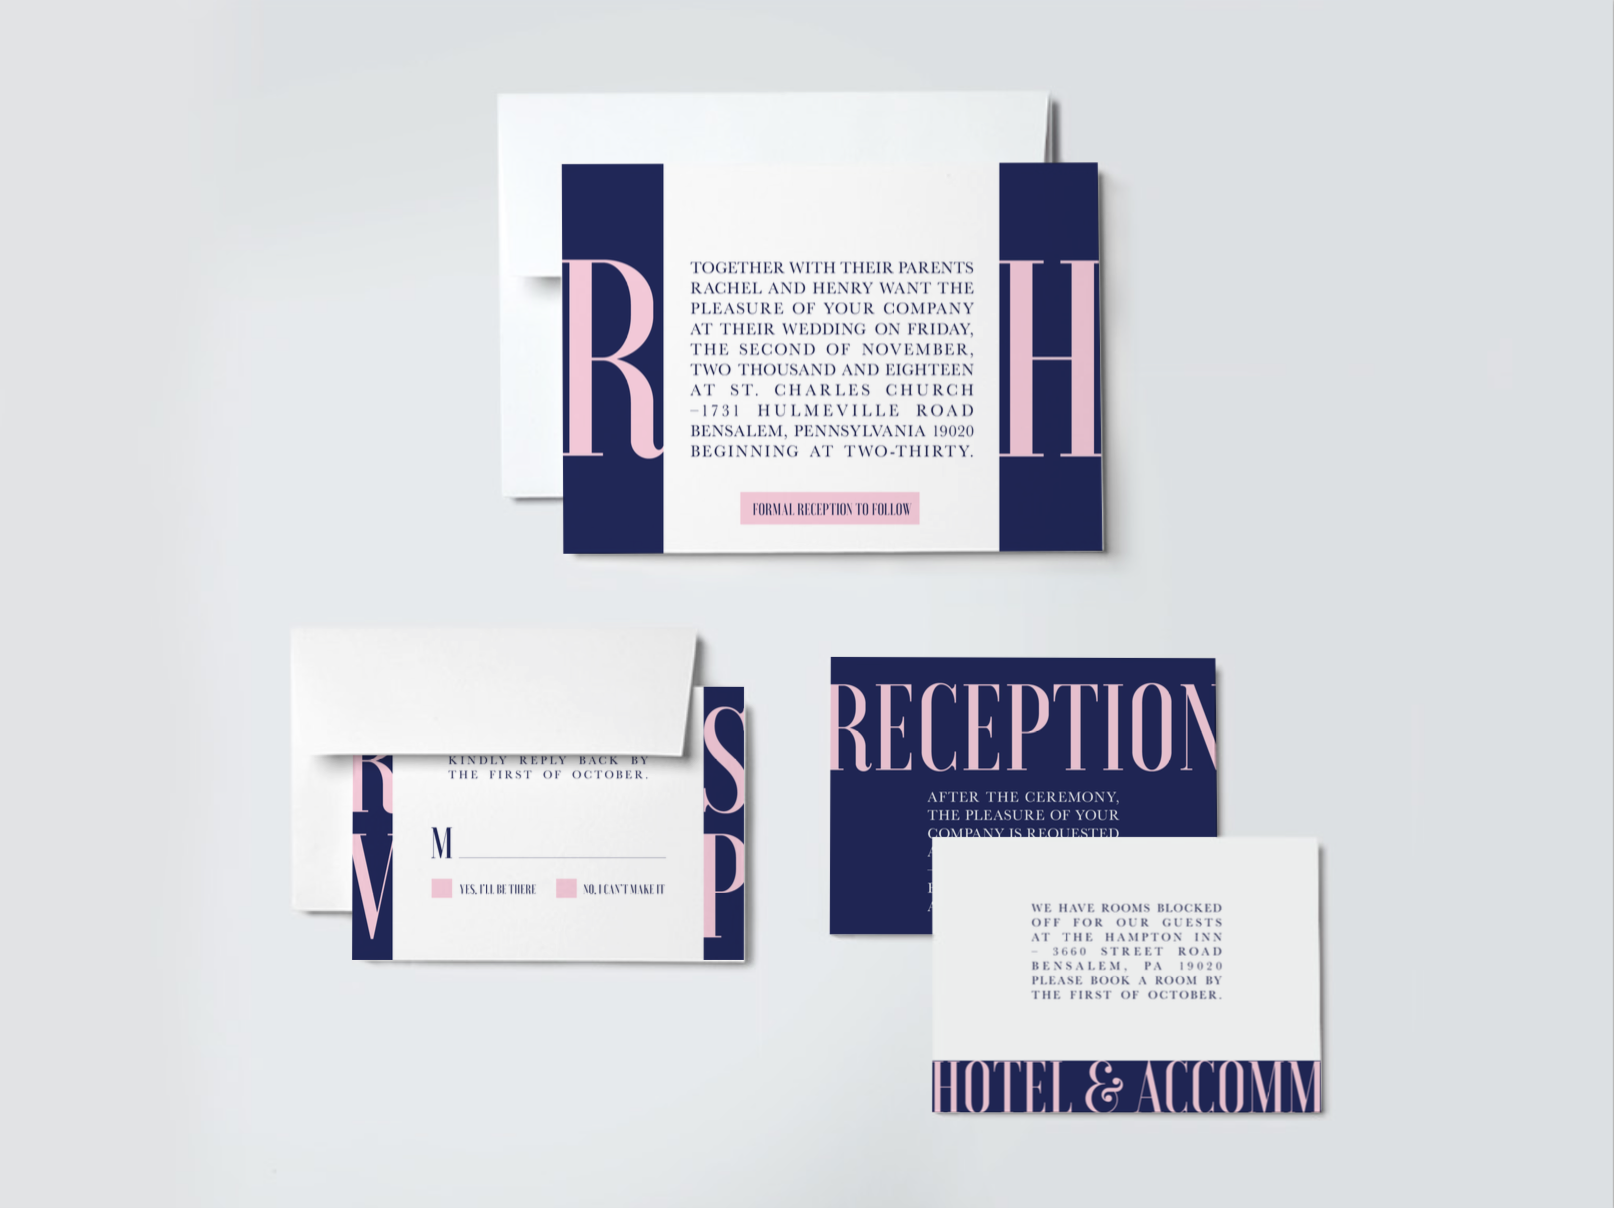 R
TOGETHER WITH THEIR PARENTS
RACHEL AND HENRY WANT THE
PLEASURE OF YOUR COMPANY
AT THEIR WEDDING ON FRIDAY,
THE SECOND OF NOVEMBER,
TWO THOUSAND AND EIGHTEEN
AT ST. CHARLES CHURCH
–1731 HULMEVILLE ROAD
BENSALEM, PENNSYLVANIA 19020
BEGINNING AT TWO-THIRTY.
H
FORMAL RECEPTION TO FOLLOW
R S
V P
KINDLY REPLY BACK BY
THE FIRST OF OCTOBER.
M
YES, I'LL BE THERE NO, I CAN'T MAKE IT
RECEPTION
AFTER THE CEREMONY,
THE PLEASURE OF YOUR
COMPANY IS REQUESTED
WE HAVE ROOMS BLOCKED
OFF FOR OUR GUESTS
AT THE HAMPTON INN
– 3660 STREET ROAD
BENSALEM, PA 19020
PLEASE BOOK A ROOM BY
THE FIRST OF OCTOBER.
HOTEL & ACCOMM